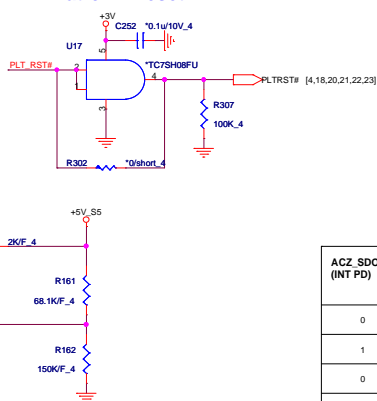 +3V
C252 *0.1u/10V_4
U17
5
PLT_RST#
2
1
4
*TC7SH08FU
3
PLTRST# [4,18,20,21,22,23]
R307
100K_4
R302 *0/short_4
+5V_S5
2K/F_4
R161
68.1K/F_4
R162
150K/F_4
ACZ_SDO
(INT PD)
0
1
0